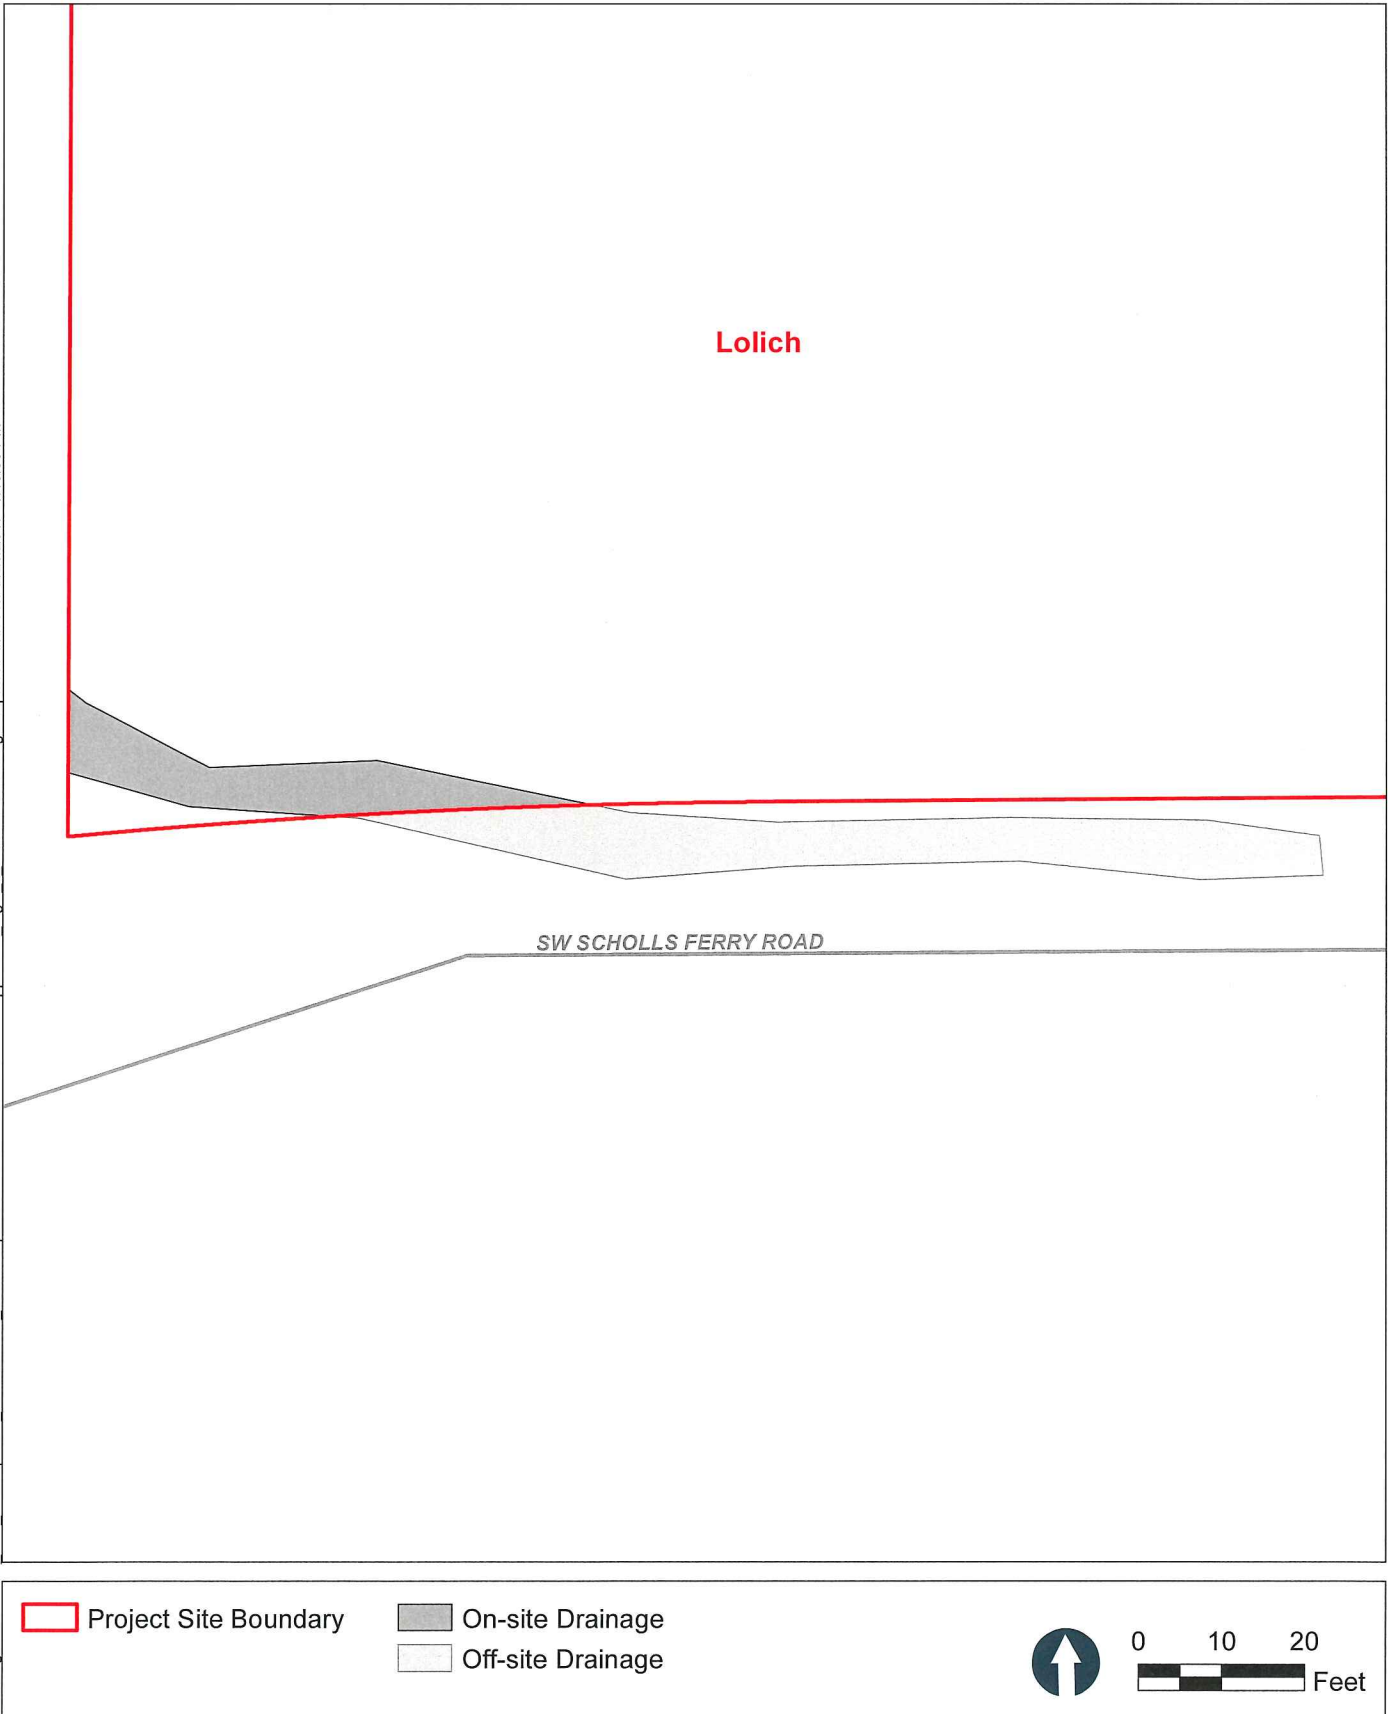 Lolich
SW SCHOLLS FERRY ROAD
Project Site Boundary
On-site Drainage
Off-site Drainage
0 10 20
Feet